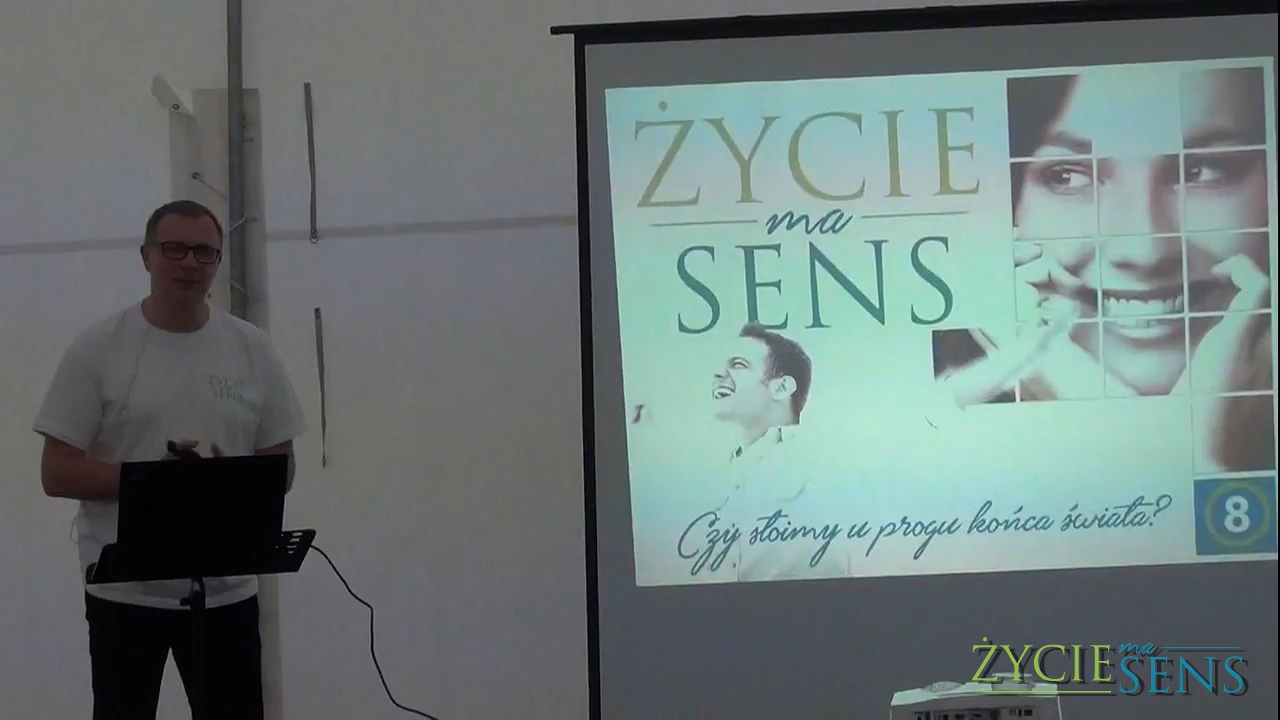 ŻYCIE
ma
SENS
Czy stoimy u progu końca świata?
8
ŻYCIE
SENS
ŻYCIE ma
SENS